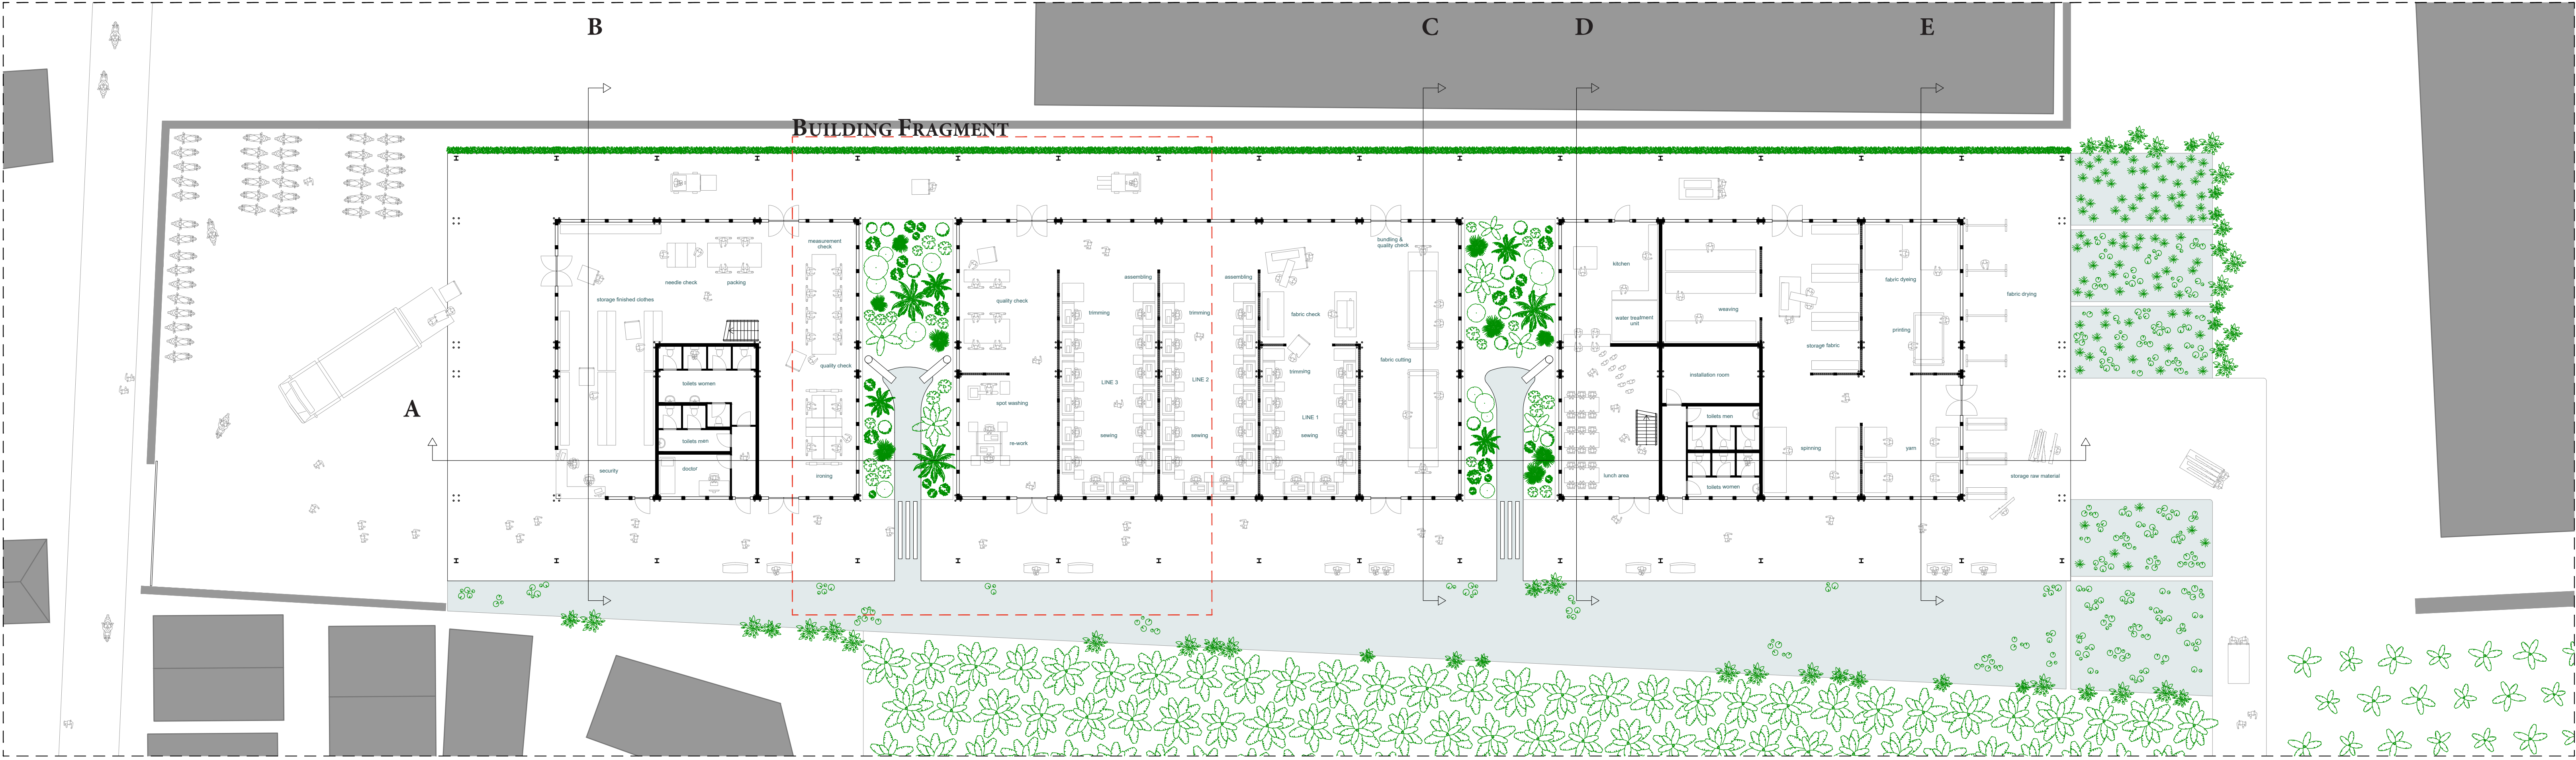 B
C
D
E
BUILDING FRAGMENT
measurement
check
bundling &
quality check
kitchen
assembling
assembling
needle check
packing
fabric dyeing
storage finished clothes
quality check
fabric drying
trimming
trimming
fabric check
weaving
water treatment
unit
printing
storage fabric
fabric cutting
quality check
trimming
installation room
toilets women
LINE 3
LINE 2
spot washing
A
LINE 1
toilets men
sewing
sewing
sewing
toilets men
re-work
spinning
yarn
security
doctor
ironing
lunch area
storage raw material
toilets women